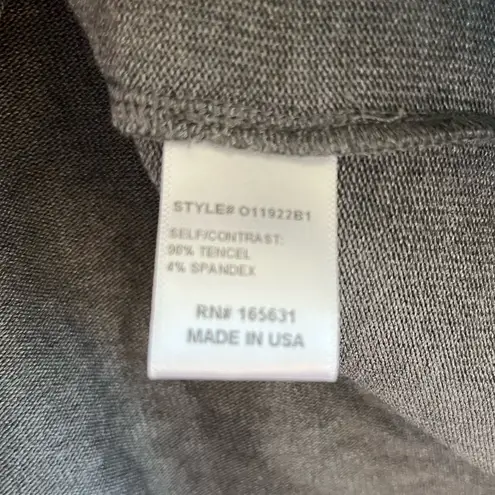 STYLE# O11922B1
SELF/CONTRAST:
96% TENCEL
4% SPANDEX
RN# 165631
MADE IN USA